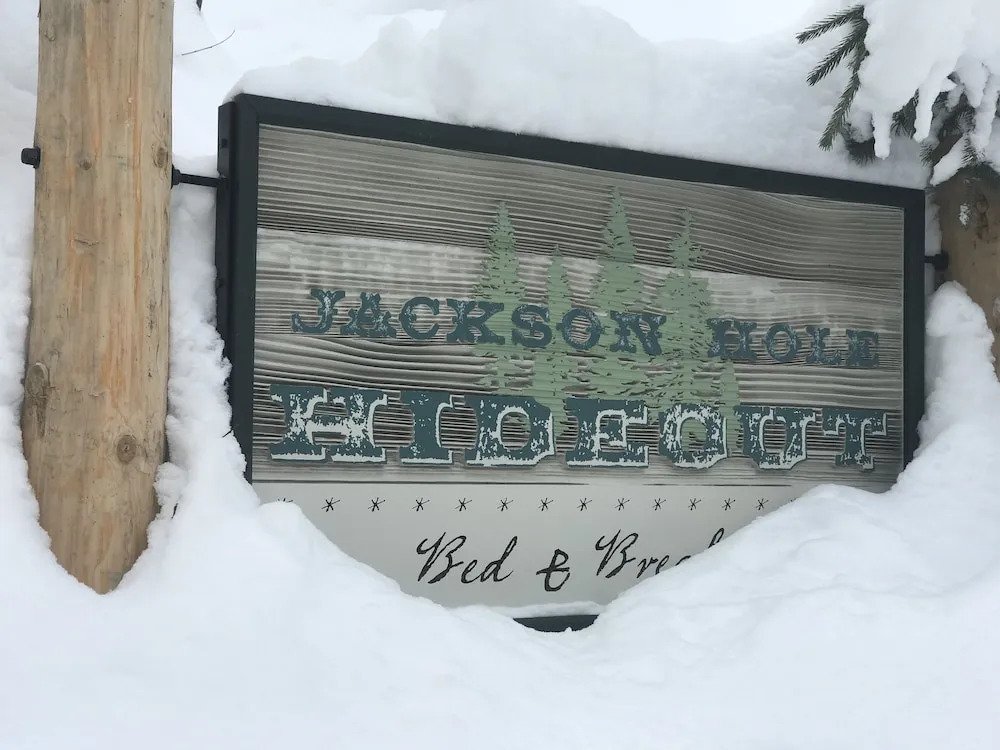 JACKSON HOLE
HIDEOUT
* * * * * * * * * * * *
Bed &